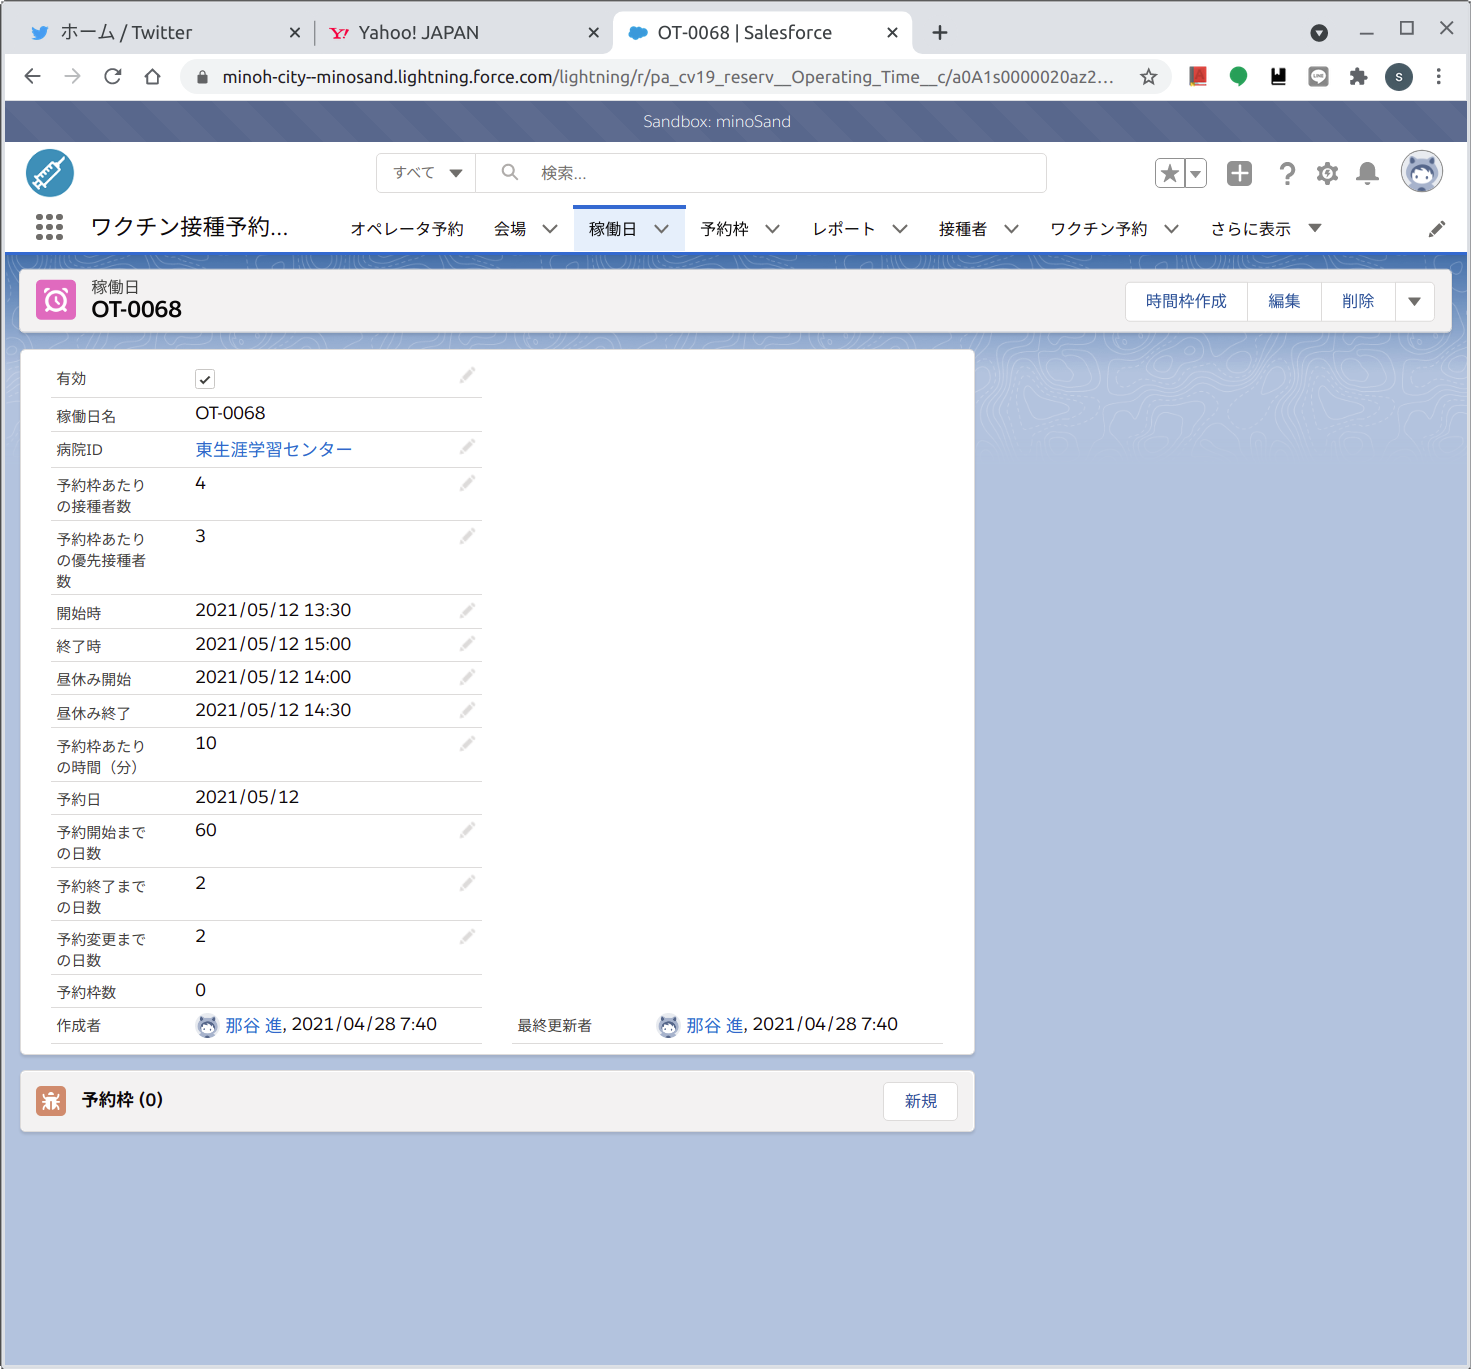 ホーム / Twitter
Yahoo! JAPAN
OT-0068 | Salesforce
minoh-city--minosand.lightning.force.com/lightning/r/pa_cv19_reserv__Operating_Time__c/a0A1s0000020az2...
s
Sandbox: minoSand
すべて
検索...
ワクチン接種予約...
オペレータ予約
会場
稼働日
予約枠
レポート
接種者
ワクチン予約
さらに表示
稼働日
OT-0068
時間枠作成
編集
削除
有効
稼働日名 OT-0068
病院ID 東生涯学習センター
予約枠あたり 4
の接種者数
予約枠あたり 3
の優先接種者
数
開始時 2021/05/12 13:30
終了時 2021/05/12 15:00
昼休み開始 2021/05/12 14:00
昼休み終了 2021/05/12 14:30
予約枠あたり 10
の時間（分）
予約日 2021/05/12
予約開始まで 60
の日数
予約終了まで 2
の日数
予約変更まで 2
の日数
予約枠数 0
作成者 那谷 進, 2021/04/28 7:40
最終更新者 那谷 進, 2021/04/28 7:40
予約枠 (0)
新規